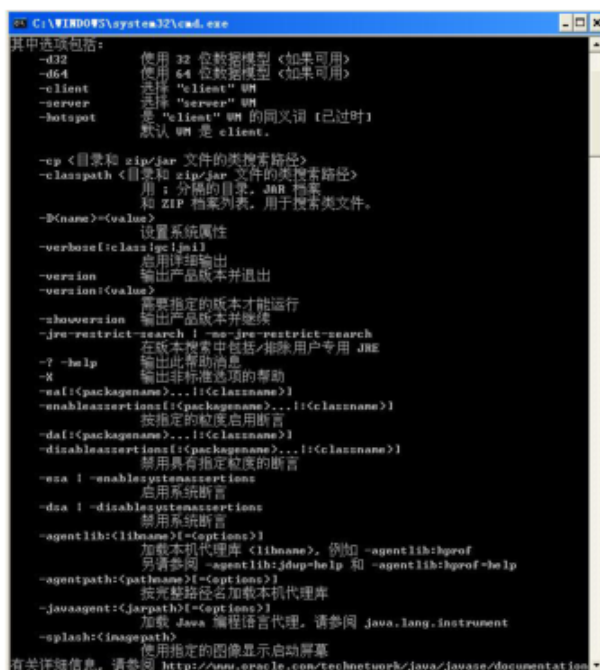 C:\WINDOWS\system32\cmd.exe
其中选项包括:
-d32 使用 32 位数据模型 (如果可用)
-d64 使用 64 位数据模型 (如果可用)
-client 选择 "client" VM
-server 选择 "server" VM
-hotspot 是 "client" VM 的同义词 [已过时]
默认 VM 是 client.
-cp <目录和 zip/jar 文件的类搜索路径>
-classpath <目录和 zip/jar 文件的类搜索路径>
用 ; 分隔的目录, JAR 档案
和 ZIP 档案列表, 用于搜索类文件。
-D<name>=<value>
设置系统属性
-verbose[:class|gc|jni]
启用详细输出
-version 输出产品版本并退出
-version:<value>
需要指定的版本才能运行
-showversion 输出产品版本并继续
-jre-restrict-search | -no-jre-restrict-search
在版本搜索中包括/排除用户专用 JRE
-? -help 输出此帮助消息
-X 输出非标准选项的帮助
-ea[:<packagename>...|:<classname>]
-enableassertions[:<packagename>...|:<classname>]
按指定的粒度启用断言
-da[:<packagename>...|:<classname>]
-disableassertions[:<packagename>...|:<classname>]
禁用具有指定粒度的断言
-esa | -enablesystemassertions
启用系统断言
-dsa | -disablesystemassertions
禁用系统断言
-agentlib:<libname>[=<options>]
加载本机代理库 <libname>, 例如 -agentlib:hprof
另请参阅 -agentlib:jdwp=help 和 -agentlib:hprof=help
-agentpath:<pathname>[=<options>]
按完整路径名加载本机代理库
-javaagent:<jarpath>[=<options>]
加载 Java 编程语言代理, 请参阅 java.lang.instrument
-splash:<imagepath>
使用指定的图像显示启动屏幕
有关详细信息, 请参阅 http://www.oracle.com/technetwork/java/javase/documentation